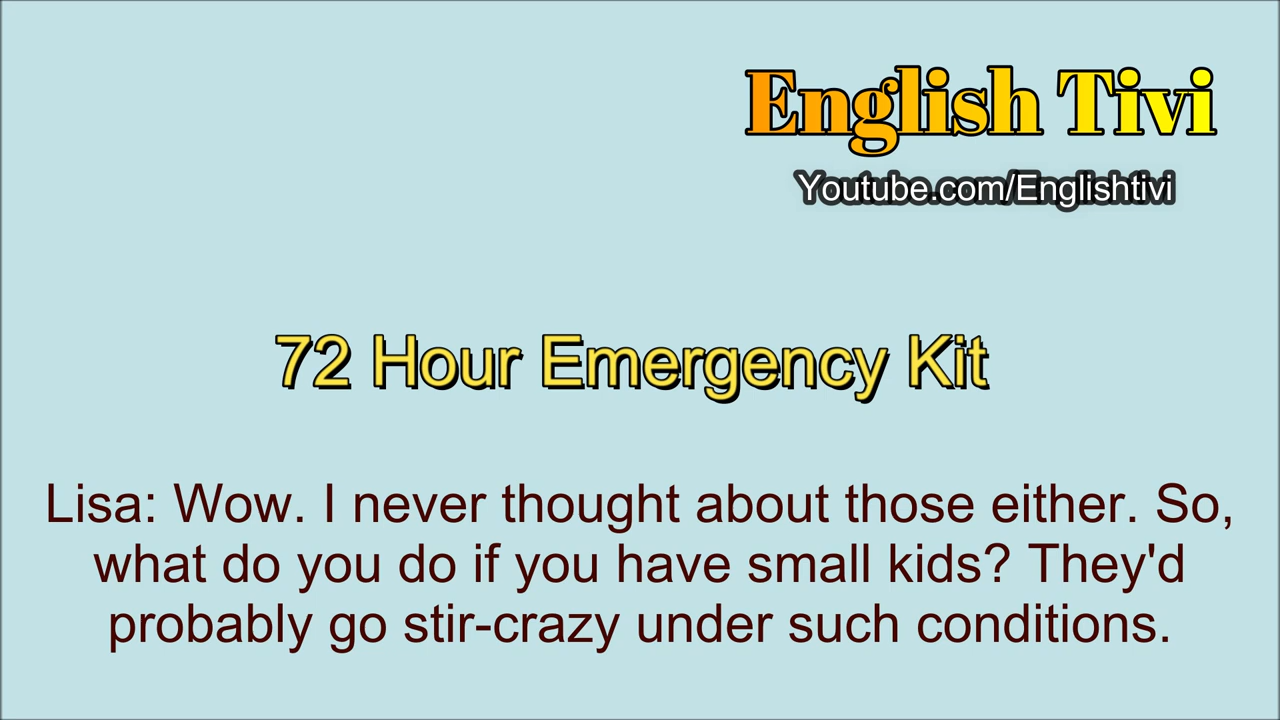 English Tivi
Youtube.com/Englishtivi
72 Hour Emergency Kit
Lisa: Wow. I never thought about those either. So,
what do you do if you have small kids? They'd
probably go stir-crazy under such conditions.